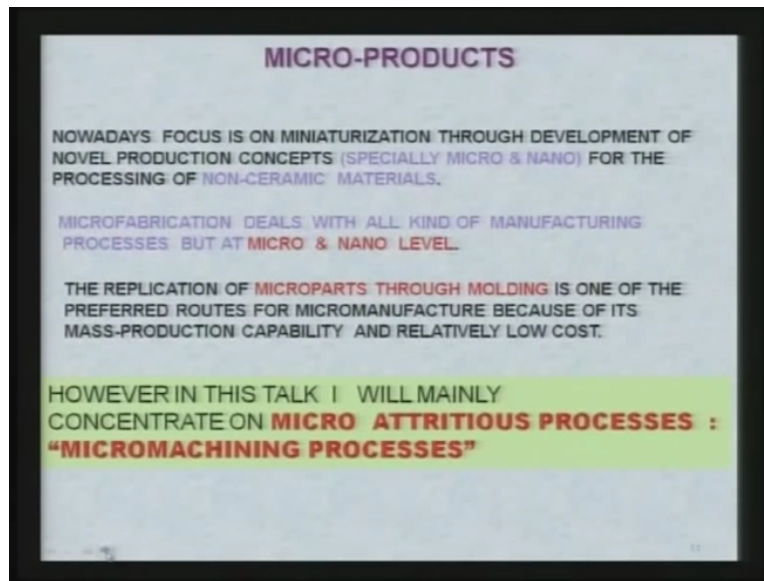 MICRO-PRODUCTS
NOWADAYS FOCUS IS ON MINIATURIZATION THROUGH DEVELOPMENT OF
NOVEL PRODUCTION CONCEPTS (SPECIALLY MICRO & NANO) FOR THE
PROCESSING OF NON-CERAMIC MATERIALS.
MICROFABRICATION DEALS WITH ALL KIND OF MANUFACTURING
PROCESSES BUT AT MICRO & NANO LEVEL.
THE REPLICATION OF MICROPARTS THROUGH MOLDING IS ONE OF THE
PREFERRED ROUTES FOR MICROMANUFACTURE BECAUSE OF ITS
MASS-PRODUCTION CAPABILITY AND RELATIVELY LOW COST.
HOWEVER IN THIS TALK I WILL MAINLY
CONCENTRATE ON MICRO ATTRITIOUS PROCESSES :
“MICROMACHINING PROCESSES”